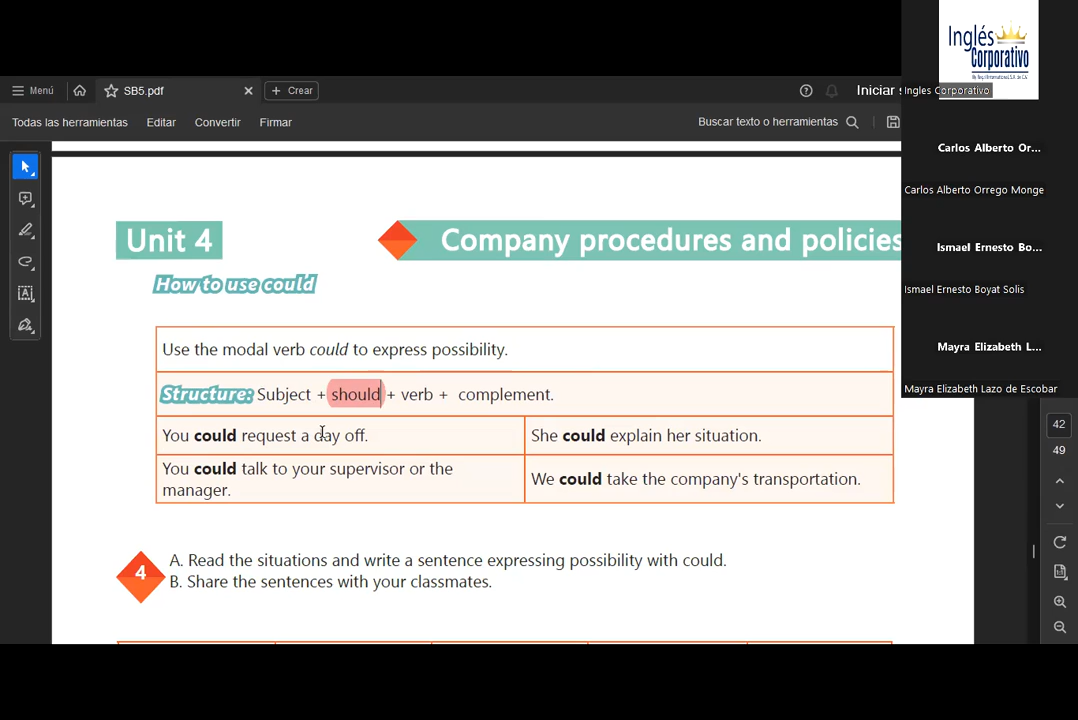 Inglés
Corporativo
By Ang International, S.A. de C.V.
Menú
SB5.pdf
Crear
Iniciar s
Ingles Corporativo
Todas las herramientas
Editar
Convertir
Firmar
Buscar texto o herramientas
Carlos Alberto Or...
Carlos Alberto Orrego Monge
Unit 4
Company procedures and policies
Ismael Ernesto Bo...
Ismael Ernesto Boyat Solis
How to use could
Use the modal verb could to express possibility.
Mayra Elizabeth L...
Mayra Elizabeth Lazo de Escobar
Structure: Subject + should + verb + complement.
You could request a day off.
She could explain her situation.
You could talk to your supervisor or the
manager.
We could take the company's transportation.
42
49
4
A. Read the situations and write a sentence expressing possibility with could.
B. Share the sentences with your classmates.